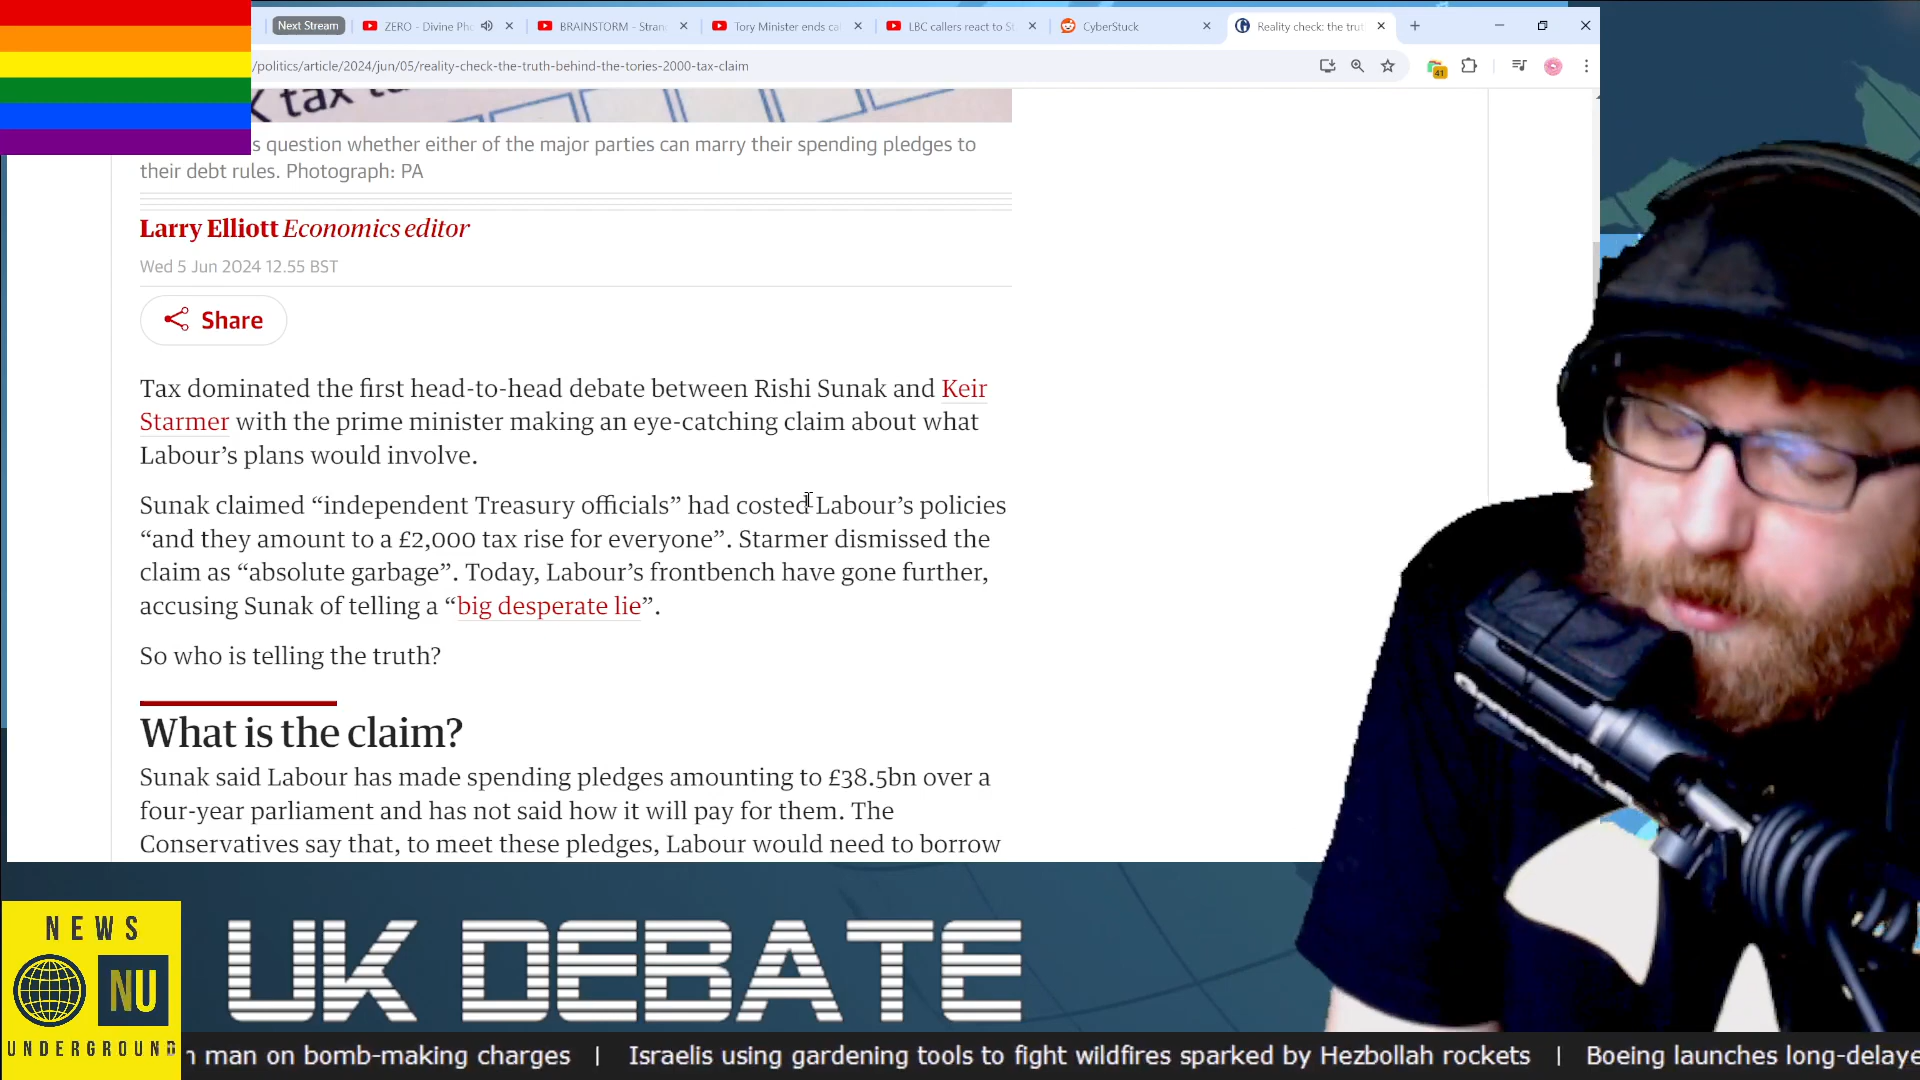 Next Stream
ZERO - Divine Pho
BRAINSTORM - Stran
Tory Minister ends cal
LBC callers react to St
CyberStuck
Reality check: the trut
/politics/article/2024/jun/05/reality-check-the-truth-behind-the-tories-2000-tax-claim
41
s question whether either of the major parties can marry their spending pledges to
their debt rules. Photograph: PA
Larry Elliott Economics editor
Wed 5 Jun 2024 12.55 BST
Share
Tax dominated the first head-to-head debate between Rishi Sunak and Keir
Starmer with the prime minister making an eye-catching claim about what
Labour’s plans would involve.
Sunak claimed “independent Treasury officials” had costed Labour’s policies
“and they amount to a £2,000 tax rise for everyone”. Starmer dismissed the
claim as “absolute garbage”. Today, Labour’s frontbench have gone further,
accusing Sunak of telling a “big desperate lie”.
So who is telling the truth?
What is the claim?
Sunak said Labour has made spending pledges amounting to £38.5bn over a
four-year parliament and has not said how it will pay for them. The
Conservatives say that, to meet these pledges, Labour would need to borrow
NEWS
NU
UNDERGROUND
UK DEBATE
n man on bomb-making charges | Israelis using gardening tools to fight wildfires sparked by Hezbollah rockets | Boeing launches long-delaye